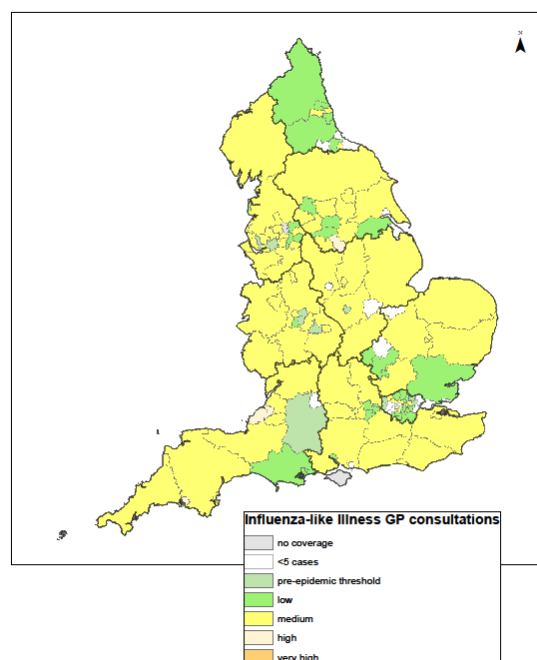 N
Influenza-like Illness GP consultations
no coverage
<5 cases
pre-epidemic threshold
low
medium
high
very high